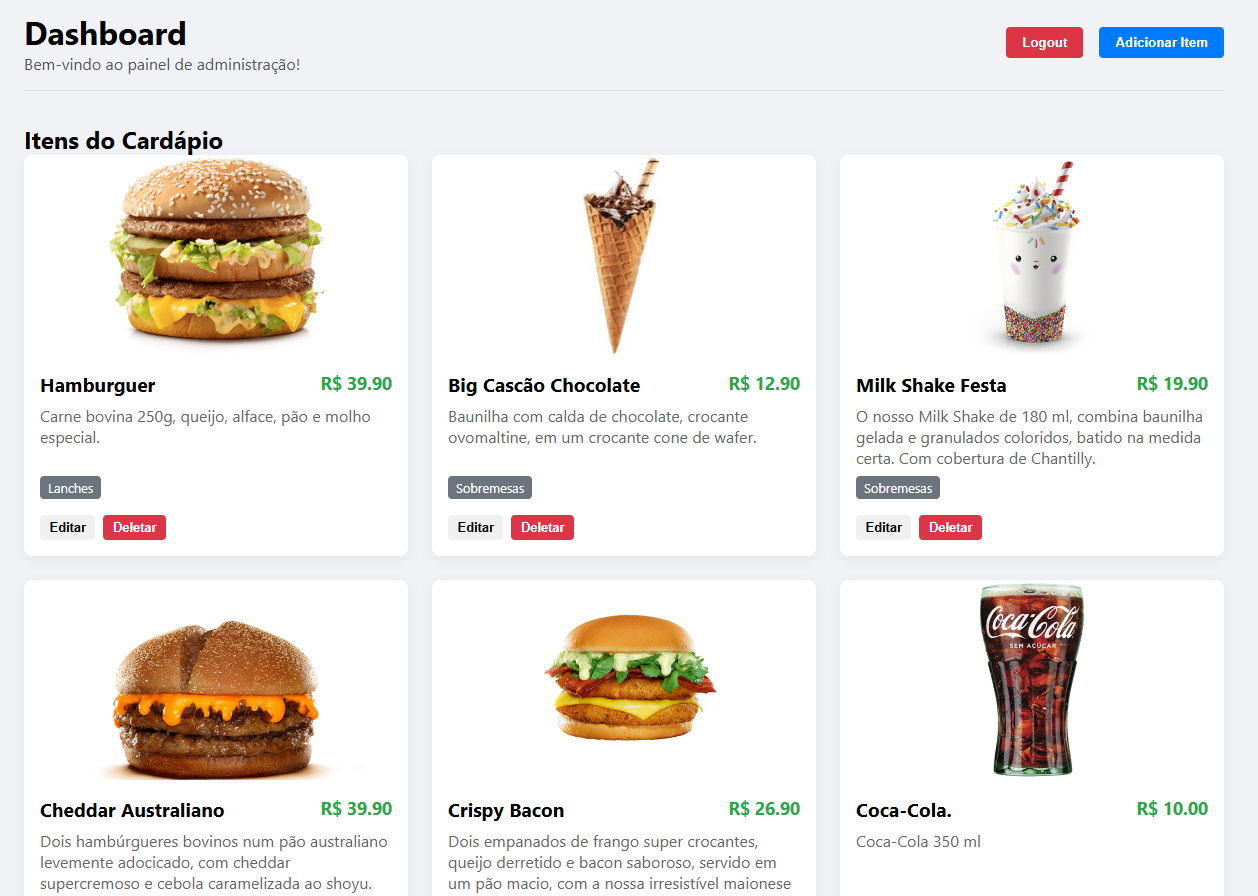 Dashboard
Bem-vindo ao painel de administração!
Logout
Adicionar Item
Itens do Cardápio
Hamburguer
R$ 39.90
Carne bovina 250g, queijo, alface, pão e molho
especial.
Lanches
Editar
Deletar
Big Cascão Chocolate
R$ 12.90
Baunilha com calda de chocolate, crocante
ovomaltine, em um crocante cone de wafer.
Sobremesas
Editar
Deletar
Milk Shake Festa
R$ 19.90
O nosso Milk Shake de 180 ml, combina baunilha
gelada e granulados coloridos, batido na medida
certa. Com cobertura de Chantilly.
Sobremesas
Editar
Deletar
Cheddar Australiano
R$ 39.90
Dois hambúrgueres bovinos num pão australiano
levemente adocicado, com cheddar
supercremoso e cebola caramelizada ao shoyu.
Crispy Bacon
R$ 26.90
Dois empanados de frango super crocantes,
queijo derretido e bacon saboroso, servido em
um pão macio, com a nossa irresistível maionese
Coca-Cola
SEM AÇÚCAR
Coca-Cola.
R$ 10.00
Coca-Cola 350 ml